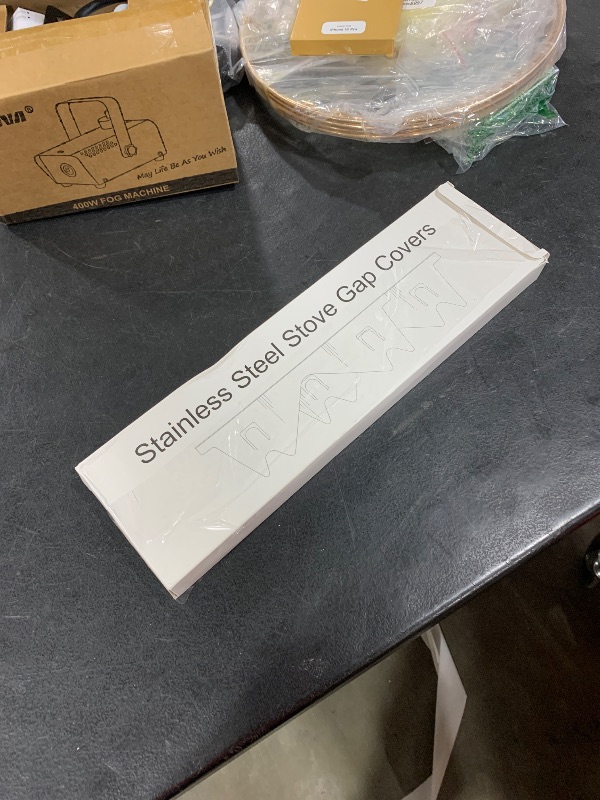 May Life Be As You Wish
400W FOG MACHINE
Stainless Steel Stove Gap Covers